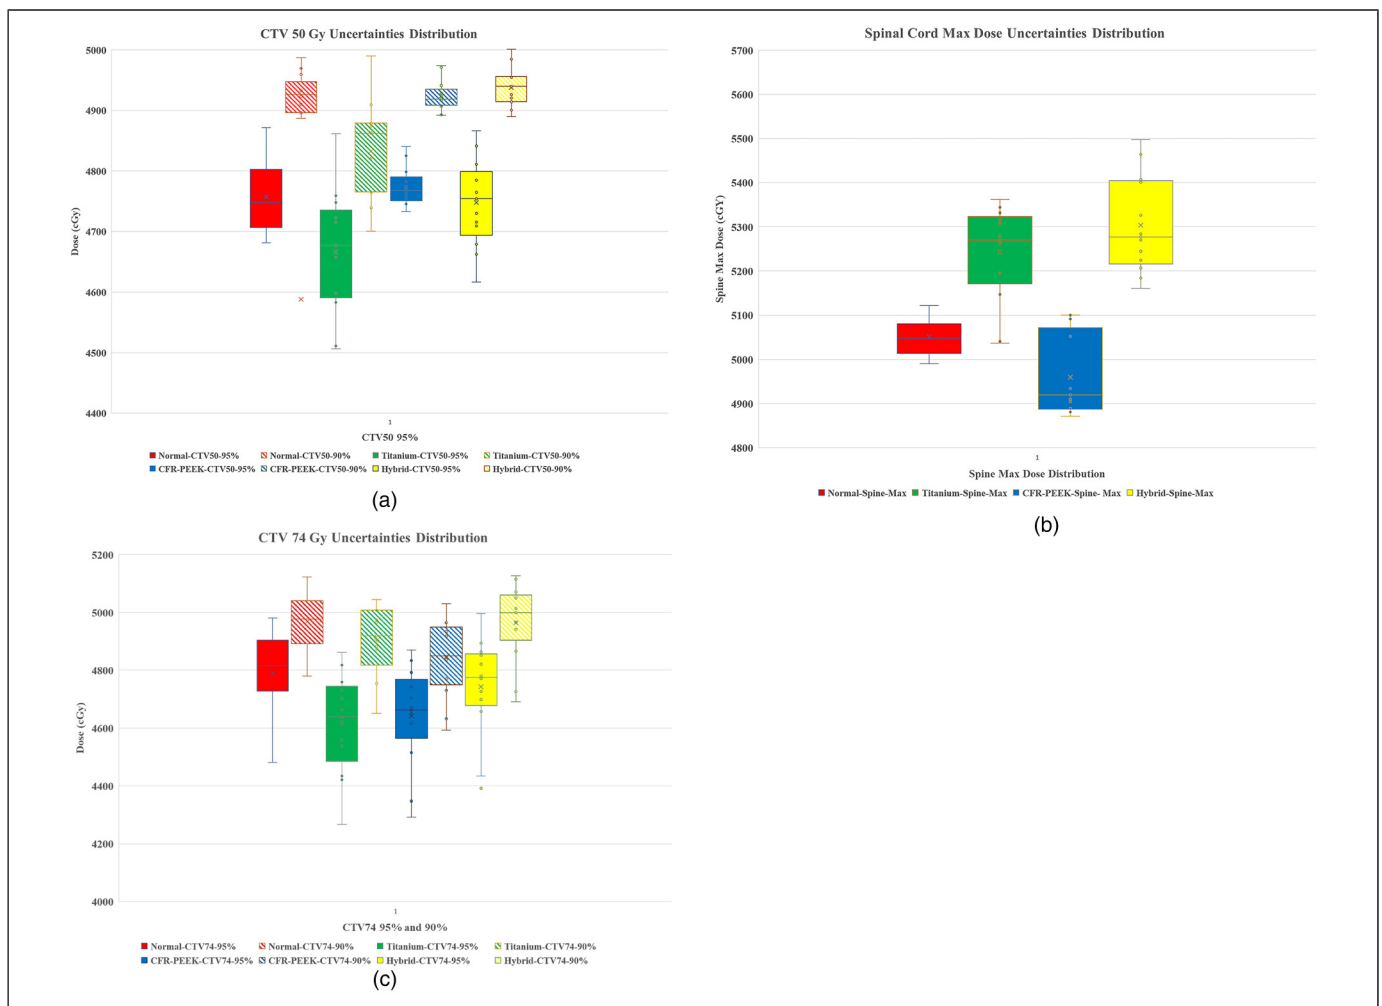 CTV 50 Gy Uncertainties Distribution
5000
4900
4800
4700
4600
4500
4400
Dose (cGy)
1
CTV50 95%
Normal-CTV50-95% Normal-CTV50-90% Titanium-CTV50-95% Titanium-CTV50-90%
CFR-PEEK-CTV50-95% CFR-PEEK-CTV50-90% Hybrid-CTV50-95% Hybrid-CTV50-90%
(a)
Spinal Cord Max Dose Uncertainties Distribution
5700
5600
5500
5400
5300
5200
5100
5000
4900
4800
Spine Max Dose (cGY)
1
Spine Max Dose Distribution
Normal-Spine-Max Titanium-Spine-Max CFR-PEEK-Spine- Max Hybrid-Spine-Max
(b)
CTV 74 Gy Uncertainties Distribution
5200
5000
4800
4600
4400
4200
4000
Dose (cGy)
1
CTV74 95% and 90%
Normal-CTV74-95% Normal-CTV74-90% Titanium-CTV74-95% Titanium-CTV74-90%
CFR-PEEK-CTV74-95% CFR-PEEK-CTV74-90% Hybrid-CTV74-95% Hybrid-CTV74-90%
(c)